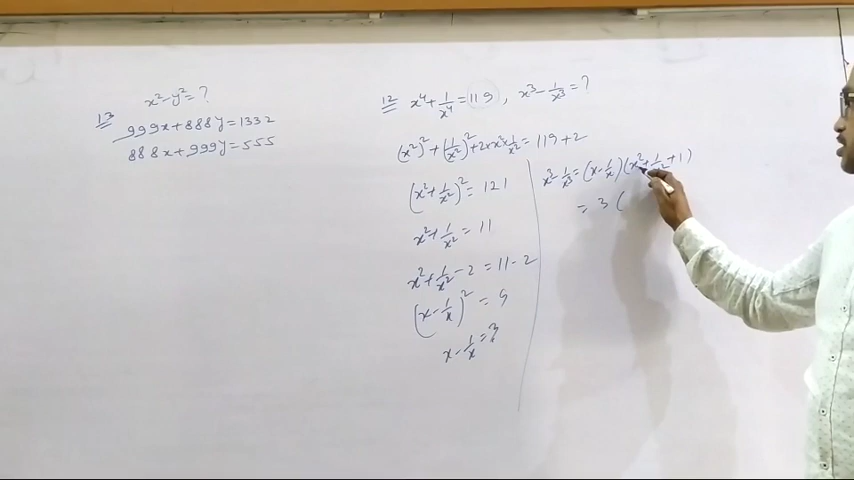 x² - y² = ?
13 999x + 888y = 1332
888x + 999y = 555
12 x⁴ + 1/x⁴ = 119 , x³ - 1/x³ = ?
(x²)² + (1/x²)² + 2×x²×1/x² = 119 + 2
(x² + 1/x²)² = 121
x² + 1/x² = 11
x² + 1/x² - 2 = 11 - 2
(x - 1/x)² = 9
x - 1/x = 3
x³ - 1/x³ = (x - 1/x)(x² + 1/x² + 1)
= 3 (